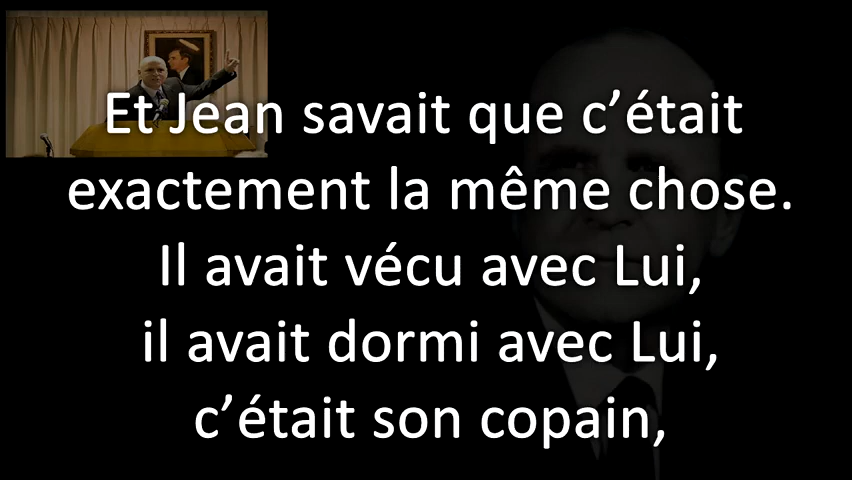 Et Jean savait que c’était
exactement la même chose.
Il avait vécu avec Lui,
il avait dormi avec Lui,
c’était son copain,